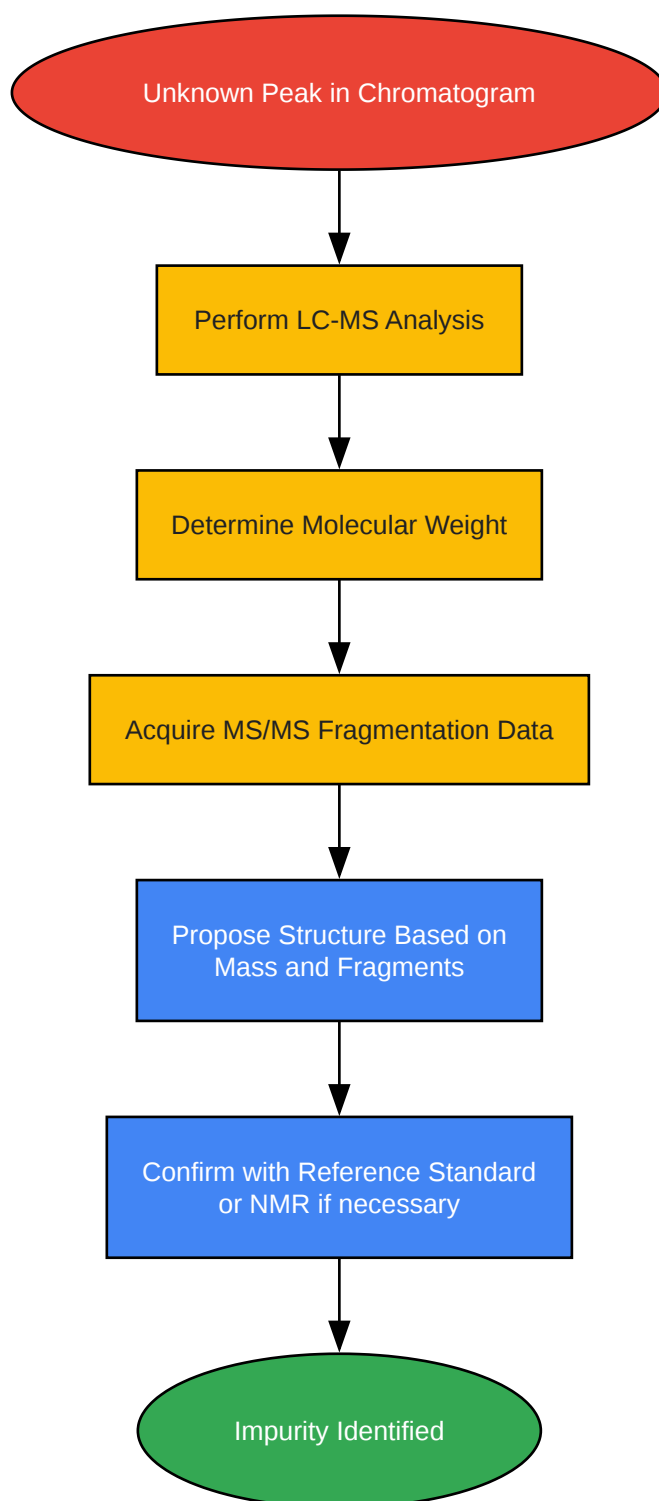 Unknown Peak in Chromatogram
Perform LC-MS Analysis
Determine Molecular Weight
Acquire MS/MS Fragmentation Data
Propose Structure Based on
Mass and Fragments
Confirm with Reference Standard
or NMR if necessary
Impurity Identified